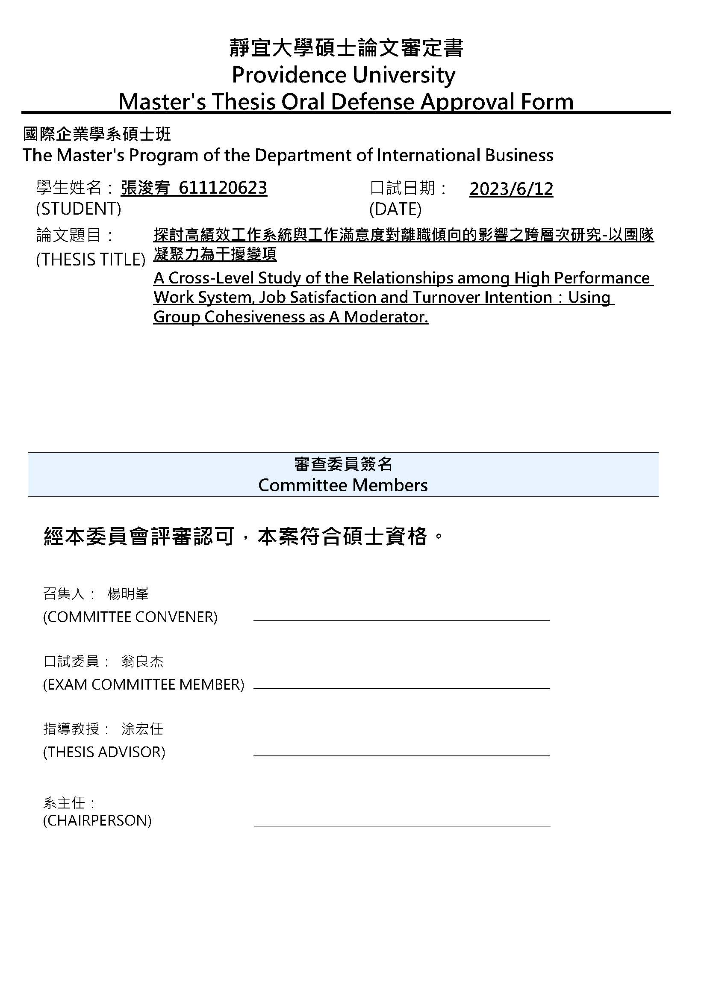 靜宜大學碩士論文審定書
Providence University
Master's Thesis Oral Defense Approval Form
國際企業學系碩士班
The Master's Program of the Department of International Business
學生姓名：張浚宥 611120623 口試日期： 2023/6/12
(STUDENT) (DATE)
論文題目： 探討高績效工作系統與工作滿意度對離職傾向的影響之跨層次研究-以團隊
(THESIS TITLE) 凝聚力為干擾變項
A Cross-Level Study of the Relationships among High Performance
Work System, Job Satisfaction and Turnover Intention：Using
Group Cohesiveness as A Moderator.
審查委員簽名
Committee Members
經本委員會評審認可，本案符合碩士資格。
召集人： 楊明峯
(COMMITTEE CONVENER)
口試委員： 翁良杰
(EXAM COMMITTEE MEMBER)
指導教授： 涂宏任
(THESIS ADVISOR)
系主任：
(CHAIRPERSON)